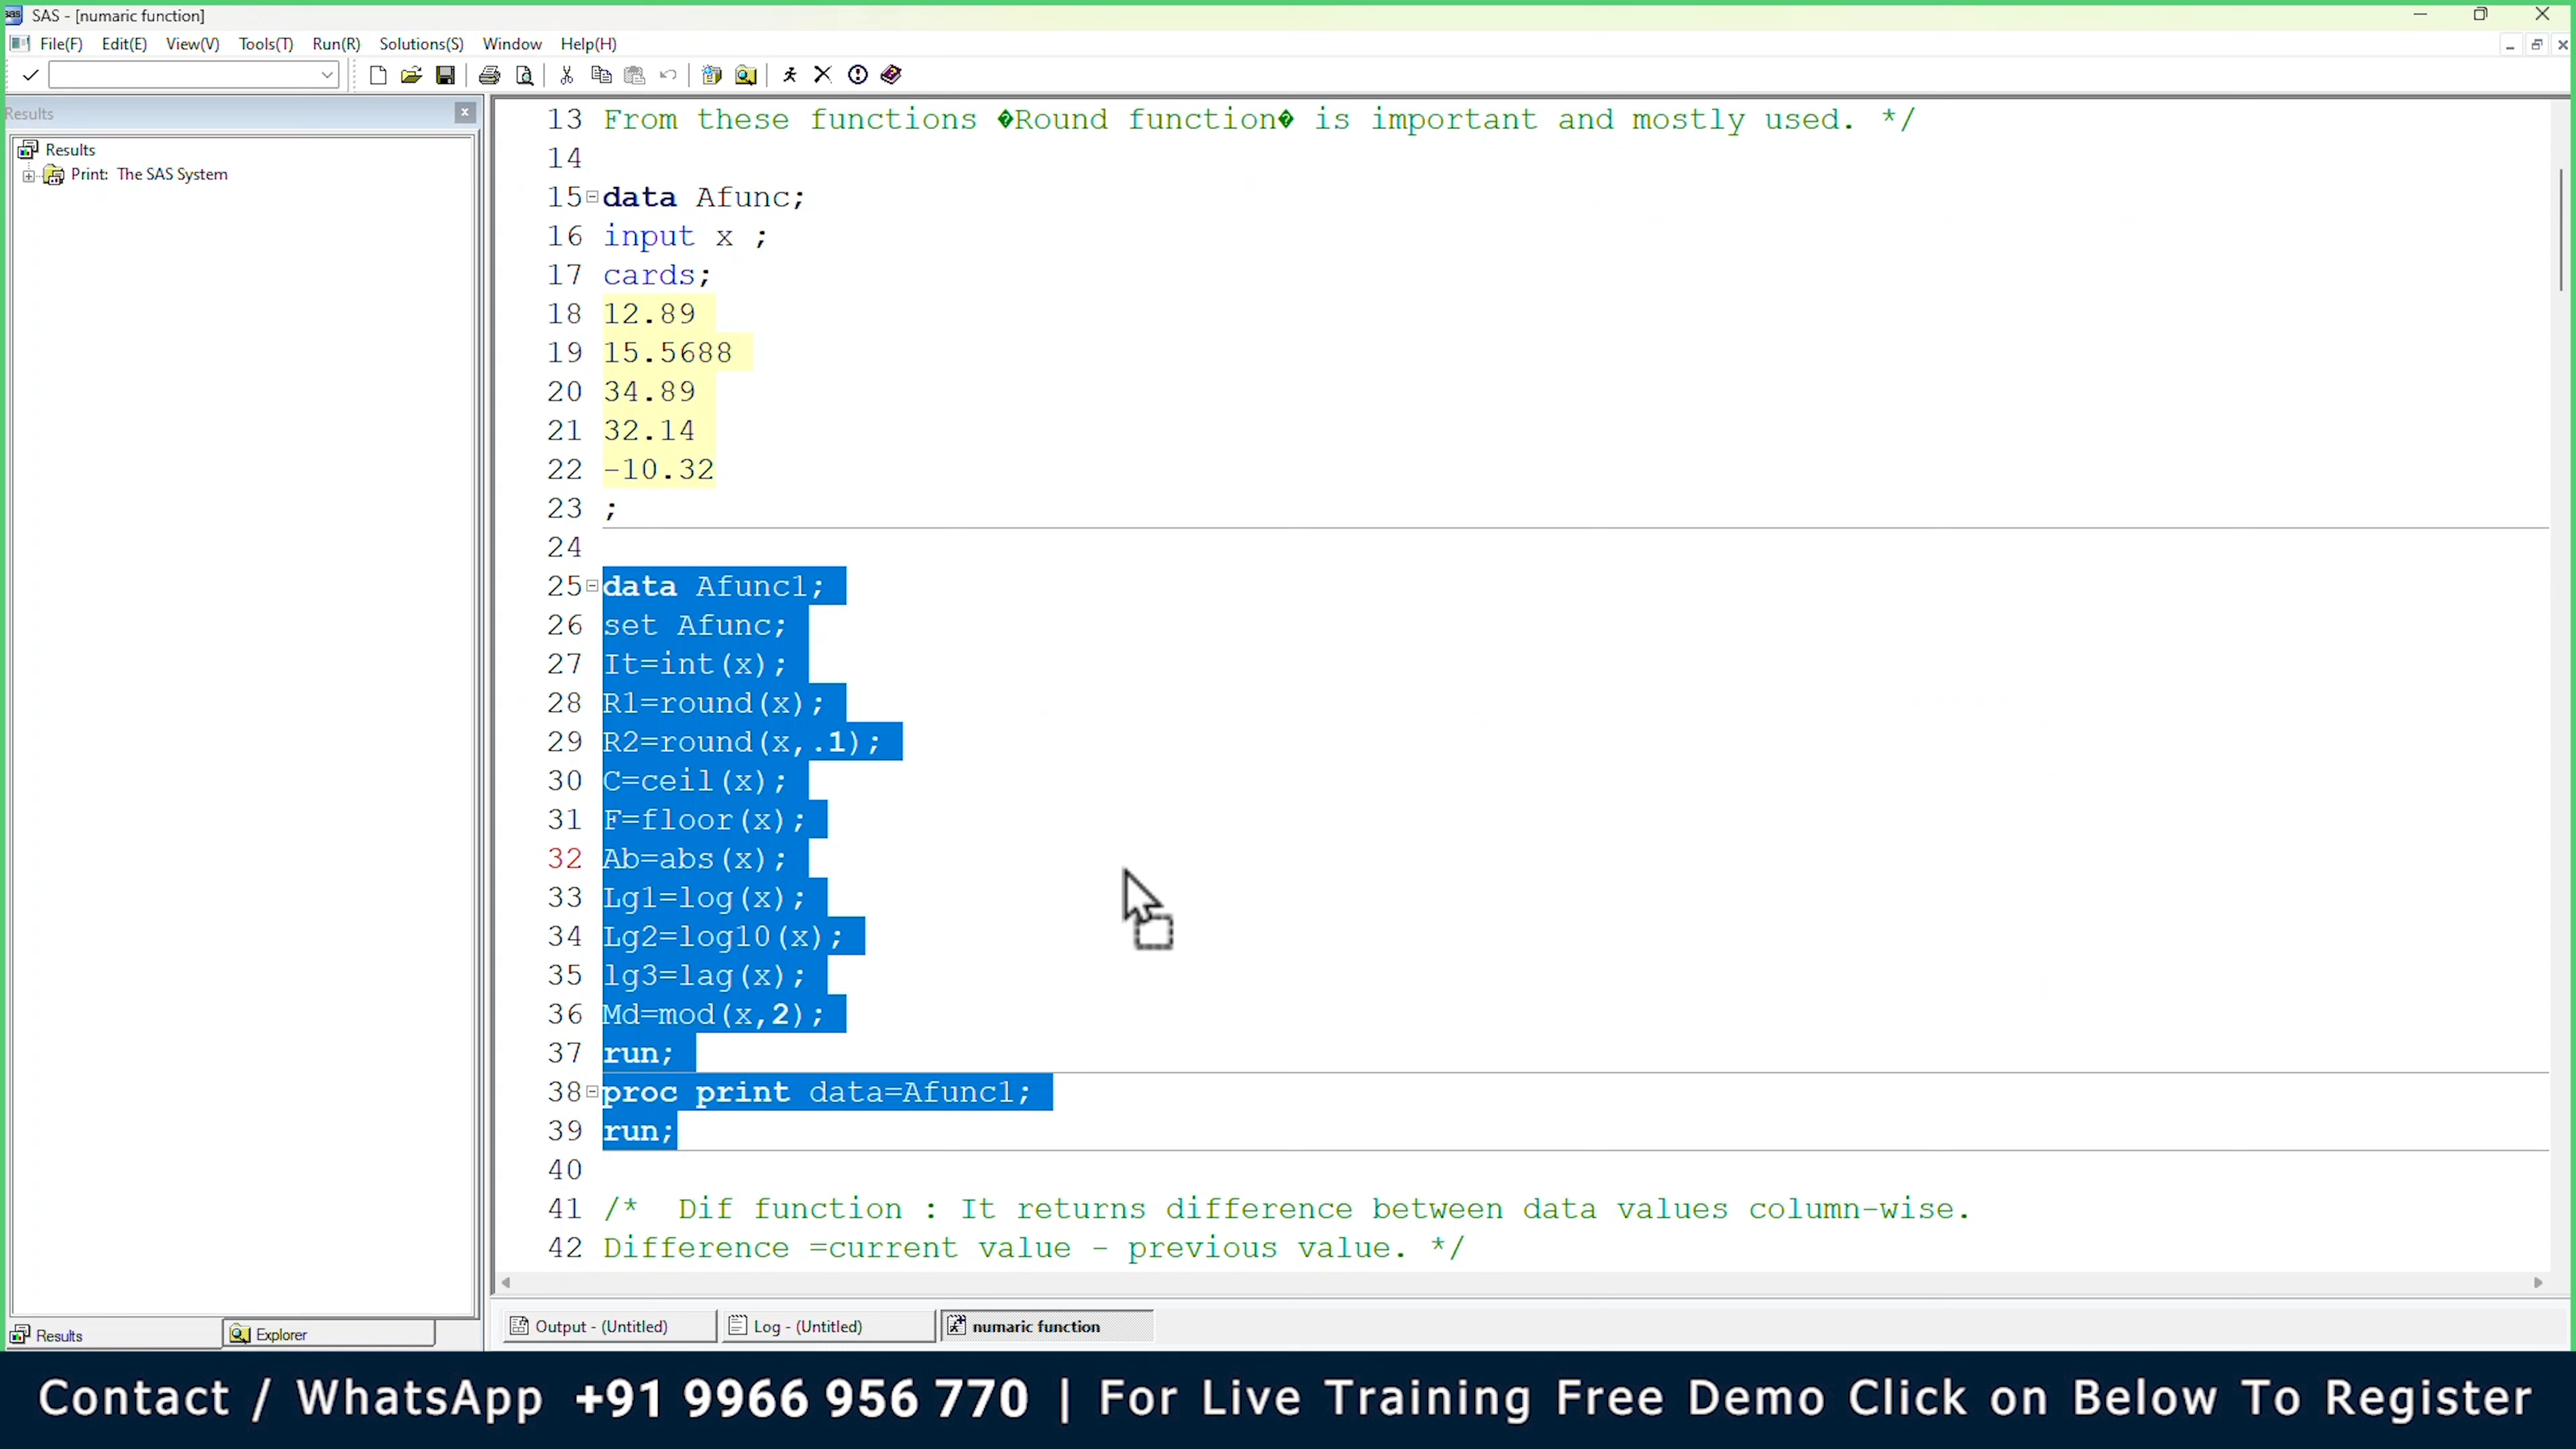 SAS - [numaric function]
File(F) Edit(E) View(V) Tools(T) Run(R) Solutions(S) Window Help(H)
Results
Results
Print: The SAS System
13 From these functions �Round function� is important and mostly used. */
14
15 data Afunc;
16 input x ;
17 cards;
18 12.89
19 15.5688
20 34.89
21 32.14
22 -10.32
23 ;
24
25 data Afunc1;
26 set Afunc;
27 It=int(x);
28 R1=round(x);
29 R2=round(x,.1);
30 C=ceil(x);
31 F=floor(x);
32 Ab=abs(x);
33 Lg1=log(x);
34 Lg2=log10(x);
35 lg3=lag(x);
36 Md=mod(x,2);
37 run;
38 proc print data=Afunc1;
39 run;
40
41 /*  Dif function : It returns difference between data values column-wise.
42 Difference =current value - previous value. */
Results Explorer
Output - (Untitled) Log - (Untitled) numaric function
Contact / WhatsApp +91 9966 956 770 | For Live Training Free Demo Click on Below To Register